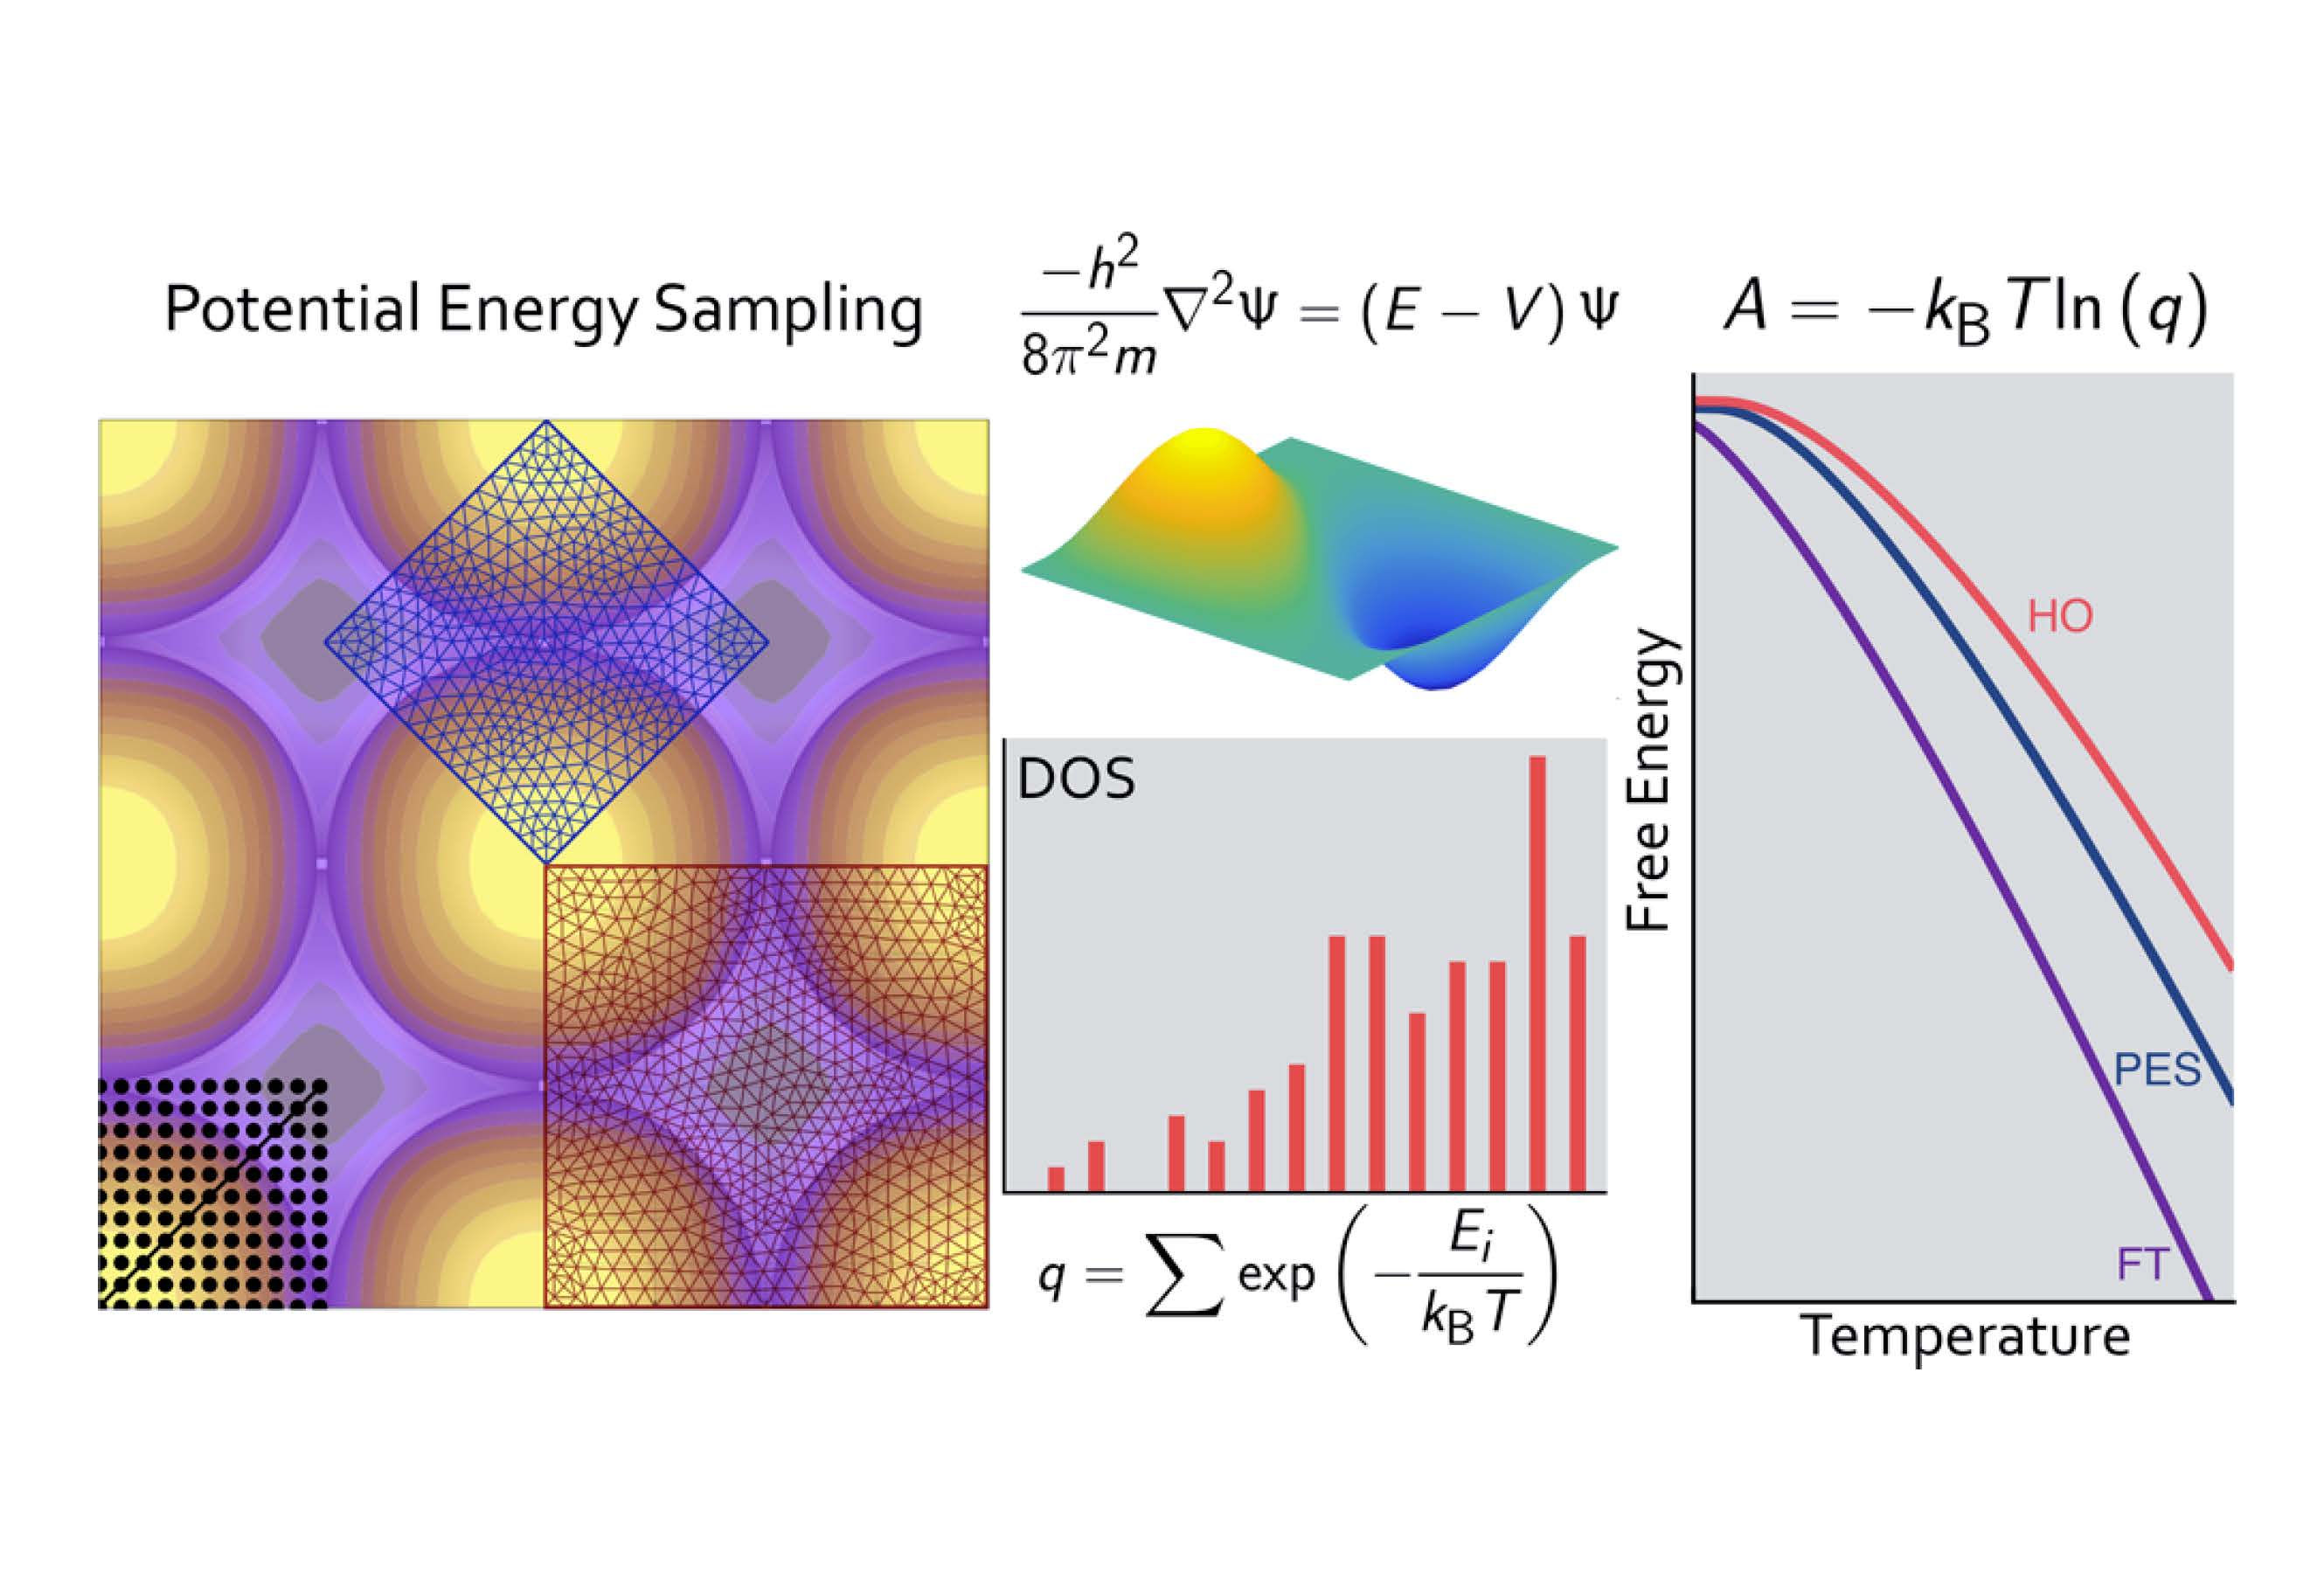 Potential Energy Sampling
−h²/8π²m ∇²Ψ = (E − V) Ψ
A = −k_B T ln (q)
DOS
q = ∑ exp (−E_i/k_B T)
Free Energy
HO
PES
FT
Temperature